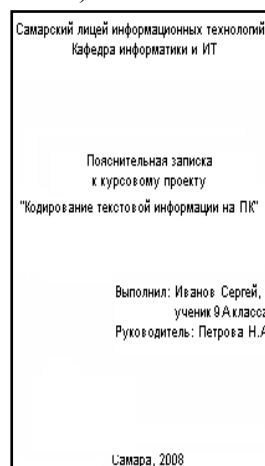 Самарский лицей информационных технологий
Кафедра информатики и ИТ
Пояснительная записка
к курсовому проекту
"Кодирование текстовой информации на ПК"
Выполнил: Иванов Сергей,
ученик 9 А класса
Руководитель: Петрова Н.А
Самара, 2008